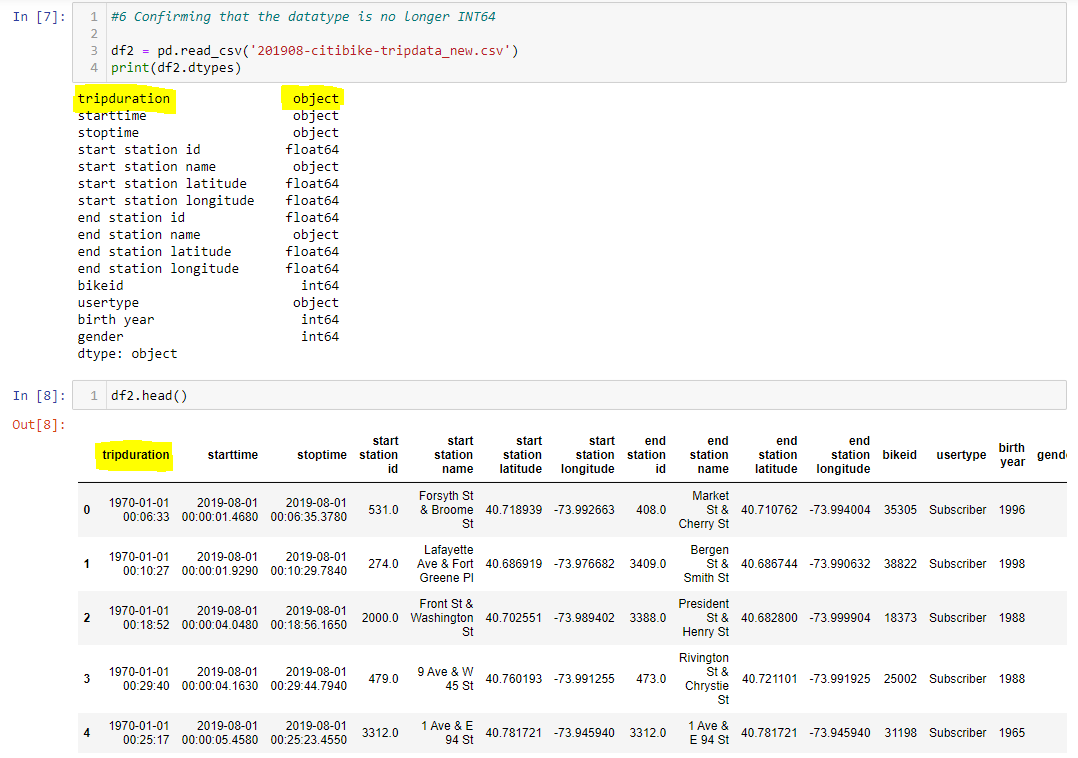 In [7]:
1 #6 Confirming that the datatype is no longer INT64
2
3 df2 = pd.read_csv('201908-citibike-tripdata_new.csv')
4 print(df2.dtypes)
tripduration object
starttime object
stoptime object
start station id float64
start station name object
start station latitude float64
start station longitude float64
end station id float64
end station name object
end station latitude float64
end station longitude float64
bikeid int64
usertype object
birth year int64
gender int64
dtype: object
In [8]: 1 df2.head()
Out[8]:
tripduration starttime stoptime start station id start station name start station latitude start station longitude end station id end station name end station latitude end station longitude bikeid usertype birth year gende
0 1970-01-01 00:06:33 2019-08-01 00:00:01.4680 2019-08-01 00:06:35.3780 531.0 Forsyth St & Broome St 40.718939 -73.992663 408.0 Market St & Cherry St 40.710762 -73.994004 35305 Subscriber 1996
1 1970-01-01 00:10:27 2019-08-01 00:00:01.9290 2019-08-01 00:10:29.7840 274.0 Lafayette Ave & Fort Greene Pl 40.686919 -73.976682 3409.0 Bergen St & Smith St 40.686744 -73.990632 38822 Subscriber 1998
2 1970-01-01 00:18:52 2019-08-01 00:00:04.0480 2019-08-01 00:18:56.1650 2000.0 Front St & Washington St 40.702551 -73.989402 3388.0 President St & Henry St 40.682800 -73.999904 18373 Subscriber 1988
3 1970-01-01 00:29:40 2019-08-01 00:00:04.1630 2019-08-01 00:29:44.7940 479.0 9 Ave & W 45 St 40.760193 -73.991255 473.0 Rivington St & Chrystie St 40.721101 -73.991925 25002 Subscriber 1988
4 1970-01-01 00:25:17 2019-08-01 00:00:05.4580 2019-08-01 00:25:23.4550 3312.0 1 Ave & E 94 St 40.781721 -73.945940 3312.0 1 Ave & E 94 St 40.781721 -73.945940 31198 Subscriber 1965